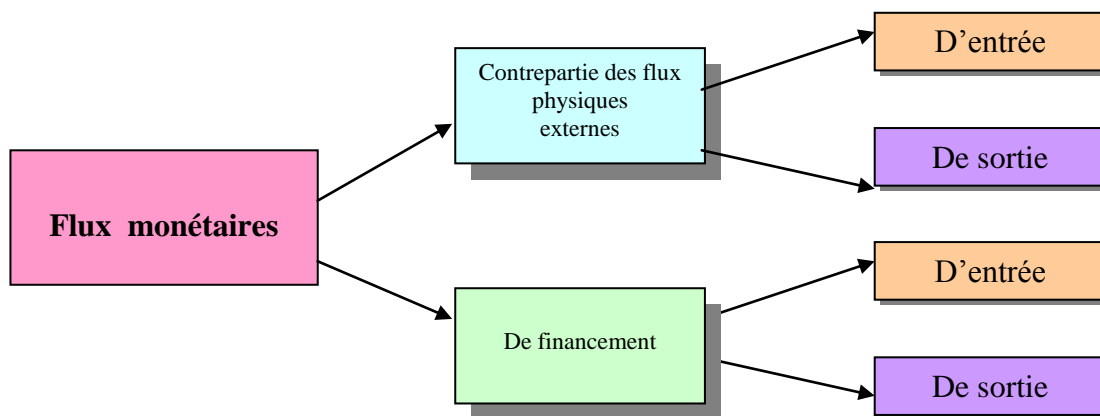 D’entrée
Contrepartie des flux
physiques
externes
De sortie
Flux monétaires
D’entrée
De financement
De sortie